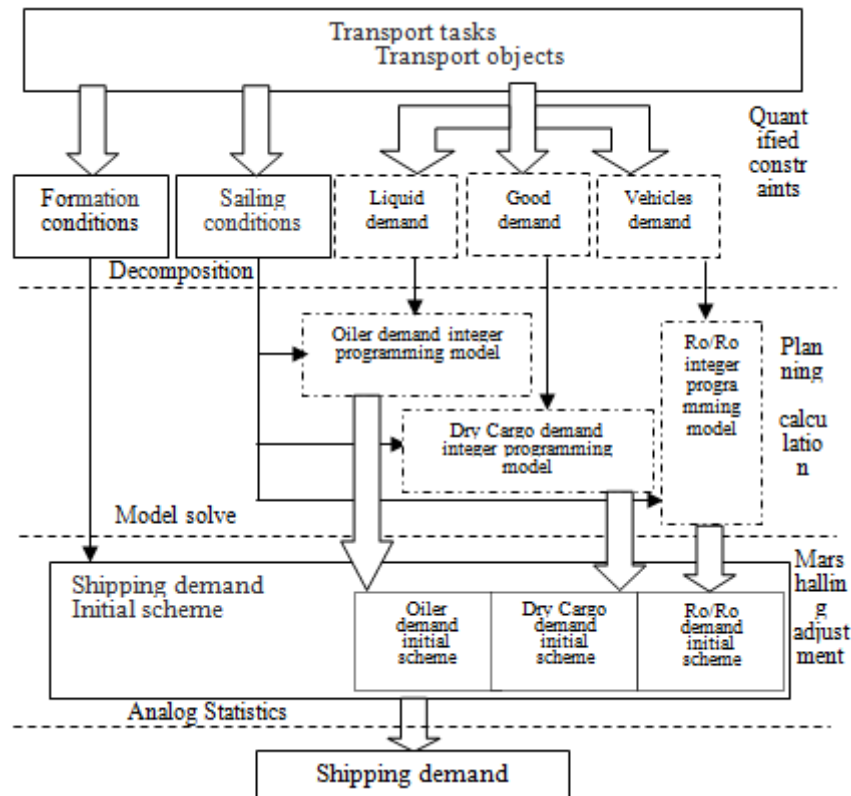 Transport tasks
Transport objects
Quant
ified
constr
aints
Formation
conditions
Sailing
conditions
Liquid
demand
Good
demand
Vehicles
demand
Decomposition
Oiler demand integer
programming model
Ro/Ro
integer
progra
mming
model
Plan
ning
calcu
latio
n
Dry Cargo demand
integer programming
model
Model solve
Shipping demand
Initial scheme
Oiler
demand
initial
scheme
Dry Cargo
demand
initial
scheme
Ro/Ro
demand
initial
scheme
Mars
hallin
g
adjust
ment
Analog Statistics
Shipping demand